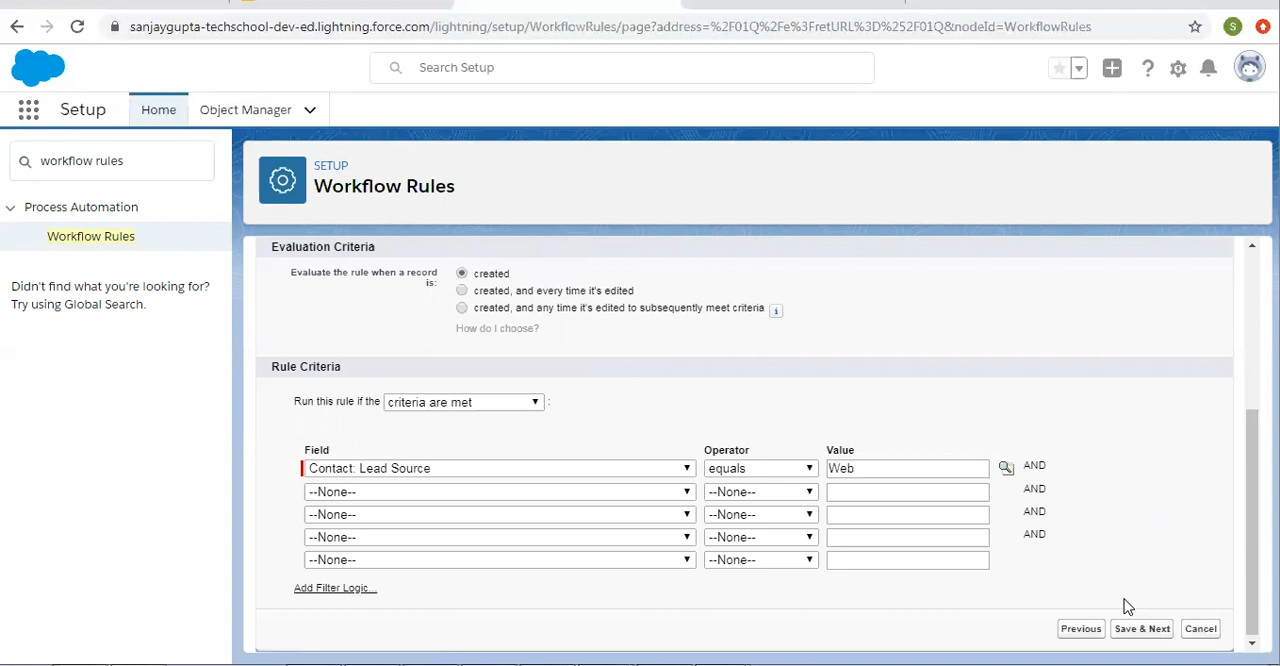 sanjaygupta-techschool-dev-ed.lightning.force.com/lightning/setup/WorkflowRules/page?address=%2F01Q%2Fe%3FretURL%3D%252F01Q&nodeId=WorkflowRules
S
Search Setup
Setup
Home
Object Manager
workflow rules
Process Automation
Workflow Rules
Didn't find what you're looking for?
Try using Global Search.
SETUP
Workflow Rules
Evaluation Criteria
Evaluate the rule when a record
is:
created
created, and every time it's edited
created, and any time it's edited to subsequently meet criteria
How do I choose?
Rule Criteria
Run this rule if the criteria are met :
Field Operator Value
Contact: Lead Source equals Web AND
--None-- --None-- AND
--None-- --None-- AND
--None-- --None-- AND
--None-- --None--
Add Filter Logic...
Previous Save & Next Cancel